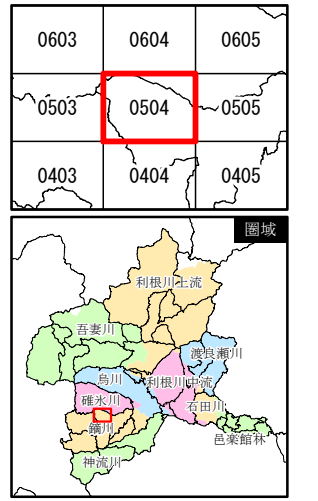 0603 0604 0605
0503 0504 0505
0403 0404 0405
圏域
利根川上流
吾妻川
渡良瀬川
烏川 利根川中流
碓氷川
石田川
鏑川
邑楽館林
神流川